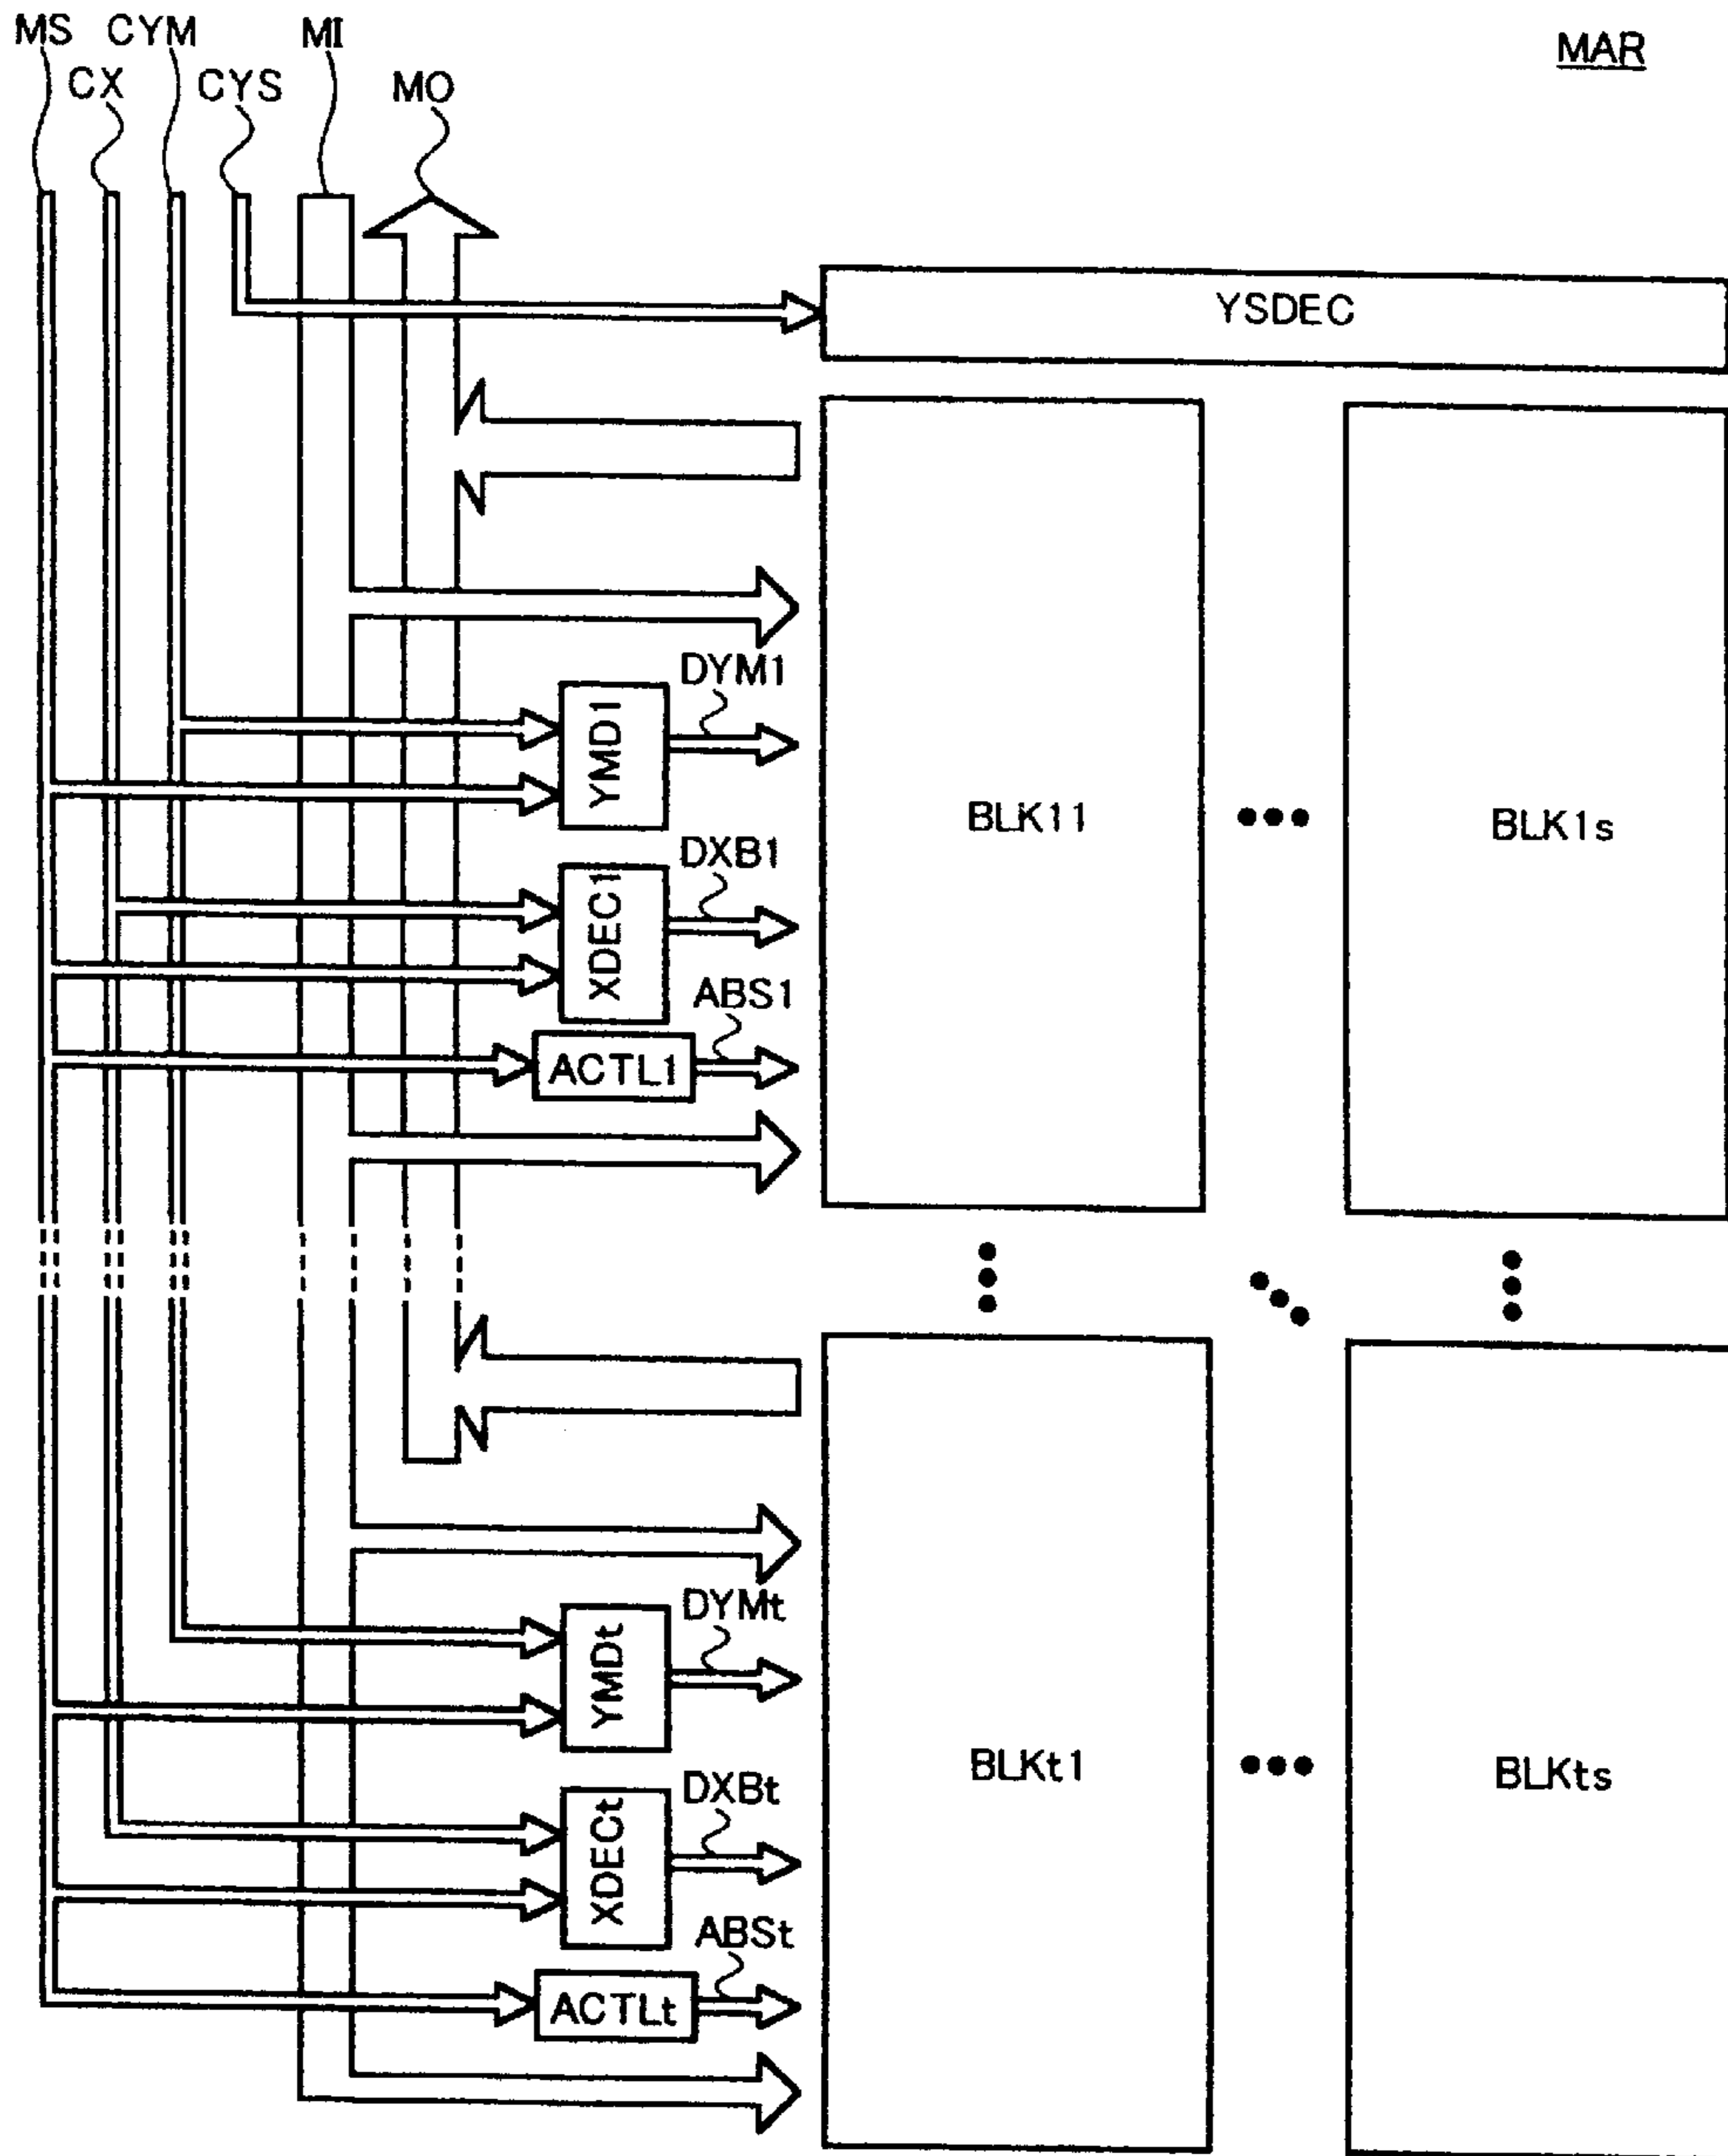 MS CYM MI MAR
CX CYS MO
YSDEC
DYM1
YMD1
BLK11 ••• BLK1s
DXB1
XDEC1
ABS1
ACTL1
DYMt
YMDt
BLKt1 ••• BLKts
DXBt
XDECt
ABSt
ACTLt